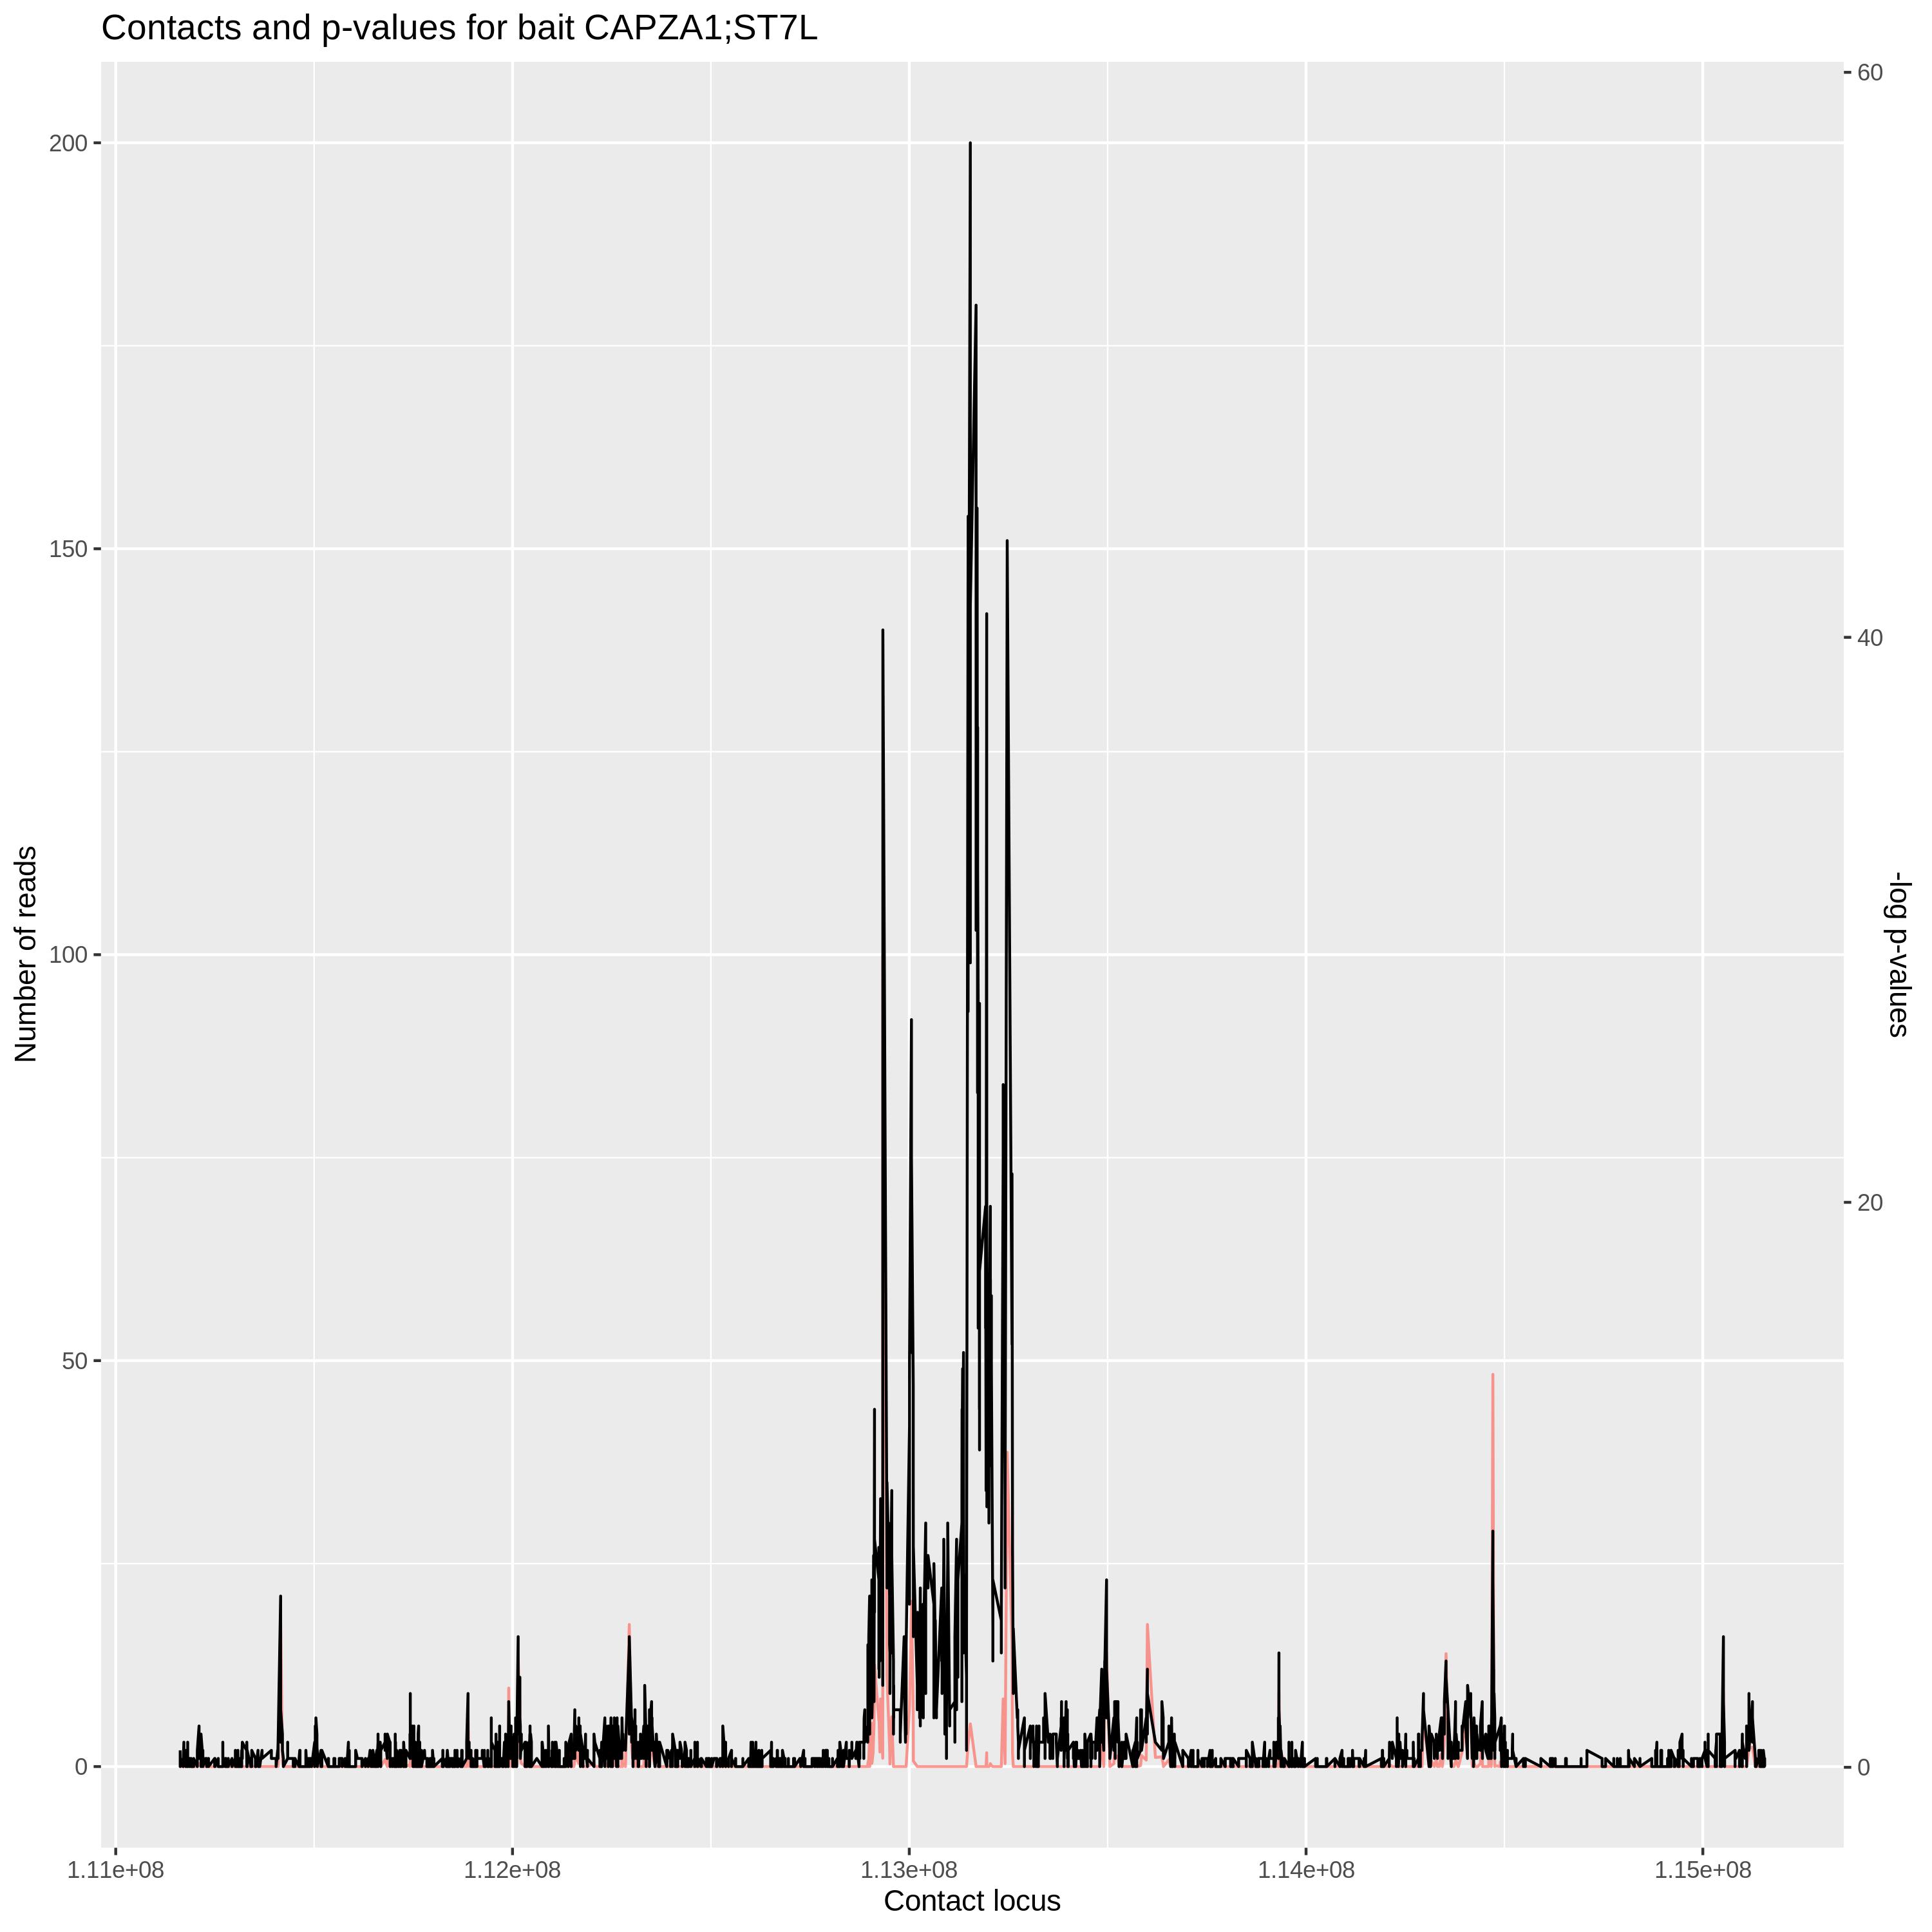 Contacts and p-values for bait CAPZA1;ST7L
60
200
150
40
Number of reads
-log p-values
100
20
50
0
0
1.11e+08
1.12e+08
1.13e+08
1.14e+08
1.15e+08
Contact locus